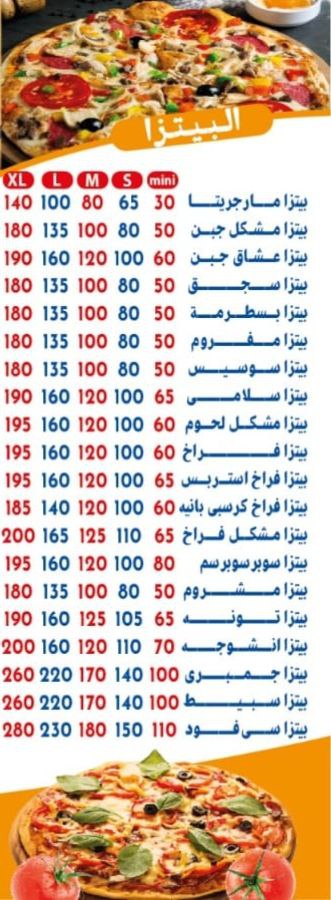 البيتزا
mini S M L XL
بيتزا مارجريتا 30 65 80 100 140
بيتزا مشكل جبن 50 80 100 135 180
بيتزا عشاق جبن 60 100 120 160 190
بيتزا سجق 50 80 100 135 180
بيتزا بسطرمة 50 80 100 135 180
بيتزا مفروم 50 80 100 135 180
بيتزا سوسيس 50 80 100 135 180
بيتزا سلامى 65 100 120 160 190
بيتزا مشكل لحوم 60 100 120 160 195
بيتزا فراخ 60 100 120 160 195
بيتزا فراخ استربس 65 100 120 160 195
بيتزا فراخ كرسبى بانيه 60 100 120 140 185
بيتزا مشكل فراخ 65 110 125 165 200
بيتزا سوبر سوبر سم 80 100 120 160 195
بيتزا مشروم 50 80 100 135 180
بيتزا تونه 65 105 125 160 190
بيتزا انشوجه 70 110 120 160 200
بيتزا جمبرى 100 140 170 220 260
بيتزا سبيط 100 140 170 220 260
بيتزا سى فود 110 150 180 230 280